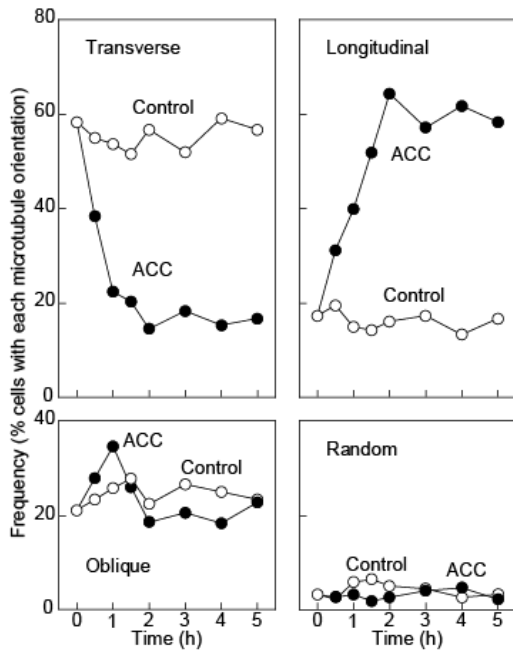 Frequency (% cells with each microtubule orientation)
80
60
40
20
0
Transverse
Control
ACC
Longitudinal
ACC
Control
40
20
0
ACC
Control
Oblique
0 1 2 3 4 5
Time (h)
Random
Control
ACC
0 1 2 3 4 5
Time (h)